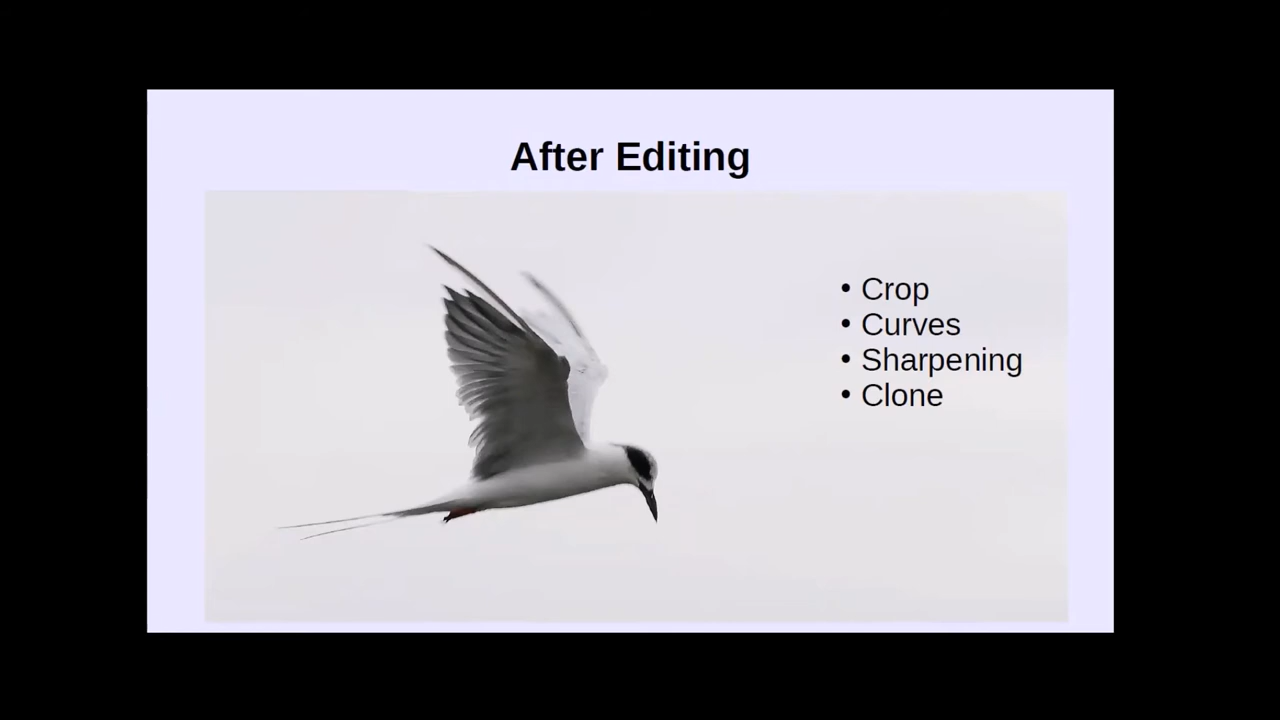 After Editing
• Crop
• Curves
• Sharpening
• Clone